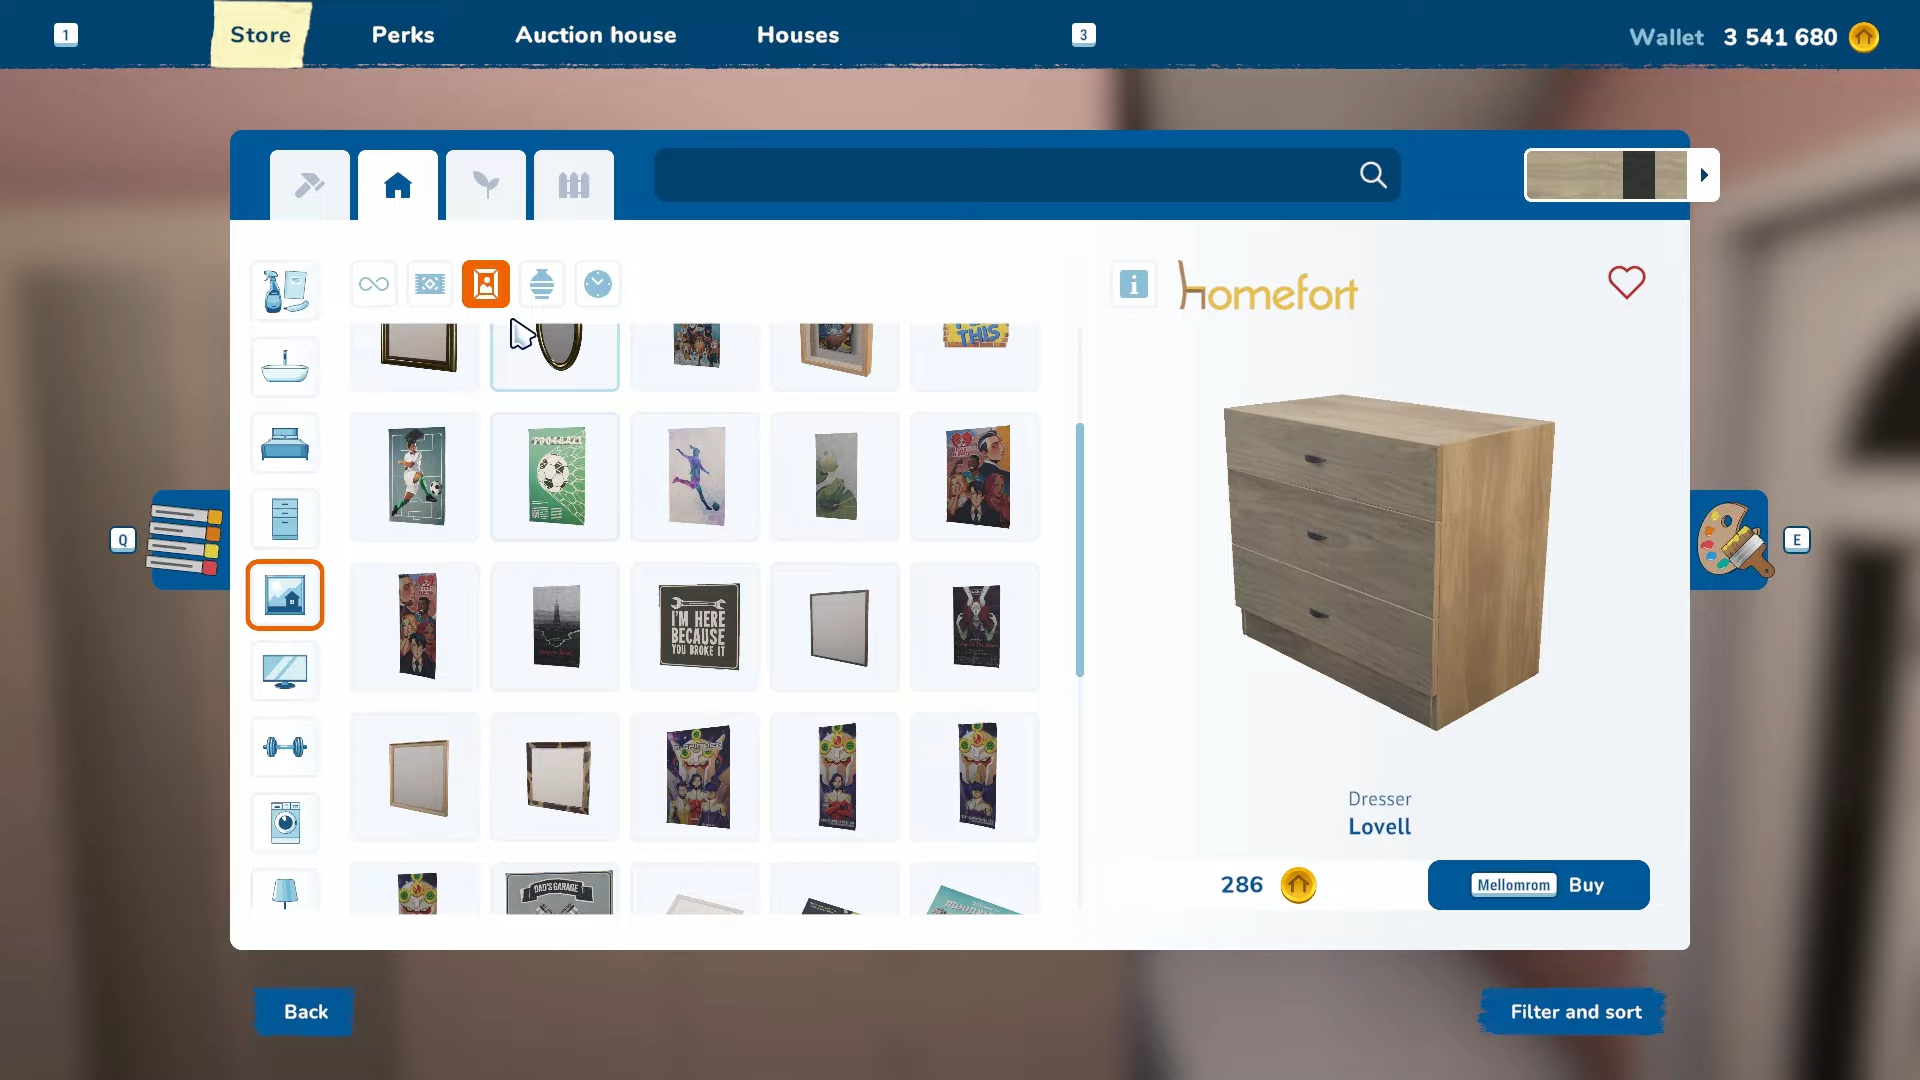 1
Store
Perks
Auction house
Houses
3
Wallet 3 541 680
homefort
THIS
FOOTBALL
I'M HERE
BECAUSE
YOU BROKE IT
DAD'S GARAGE
Q
E
Dresser
Lovell
286
Mellomrom Buy
Back
Filter and sort